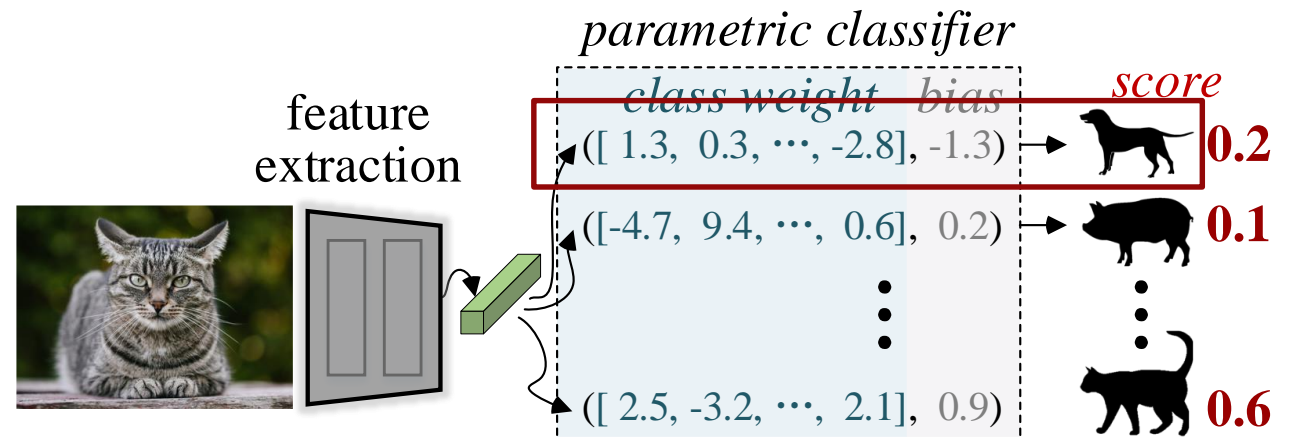 parametric classifier
feature
extraction
class weight bias score
([ 1.3, 0.3, ···, -2.8], -1.3) 0.2
([-4.7, 9.4, ···, 0.6], 0.2) 0.1
([ 2.5, -3.2, ···, 2.1], 0.9) 0.6